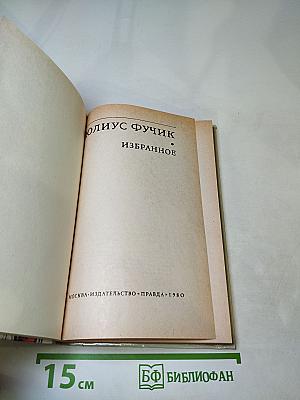 ЮЛИУС ФУЧИК
ИЗБРАННОЕ
МОСКВА • ИЗДАТЕЛЬСТВО • ПРАВДА • 1980
15 см
БФ БИБЛИОФАН